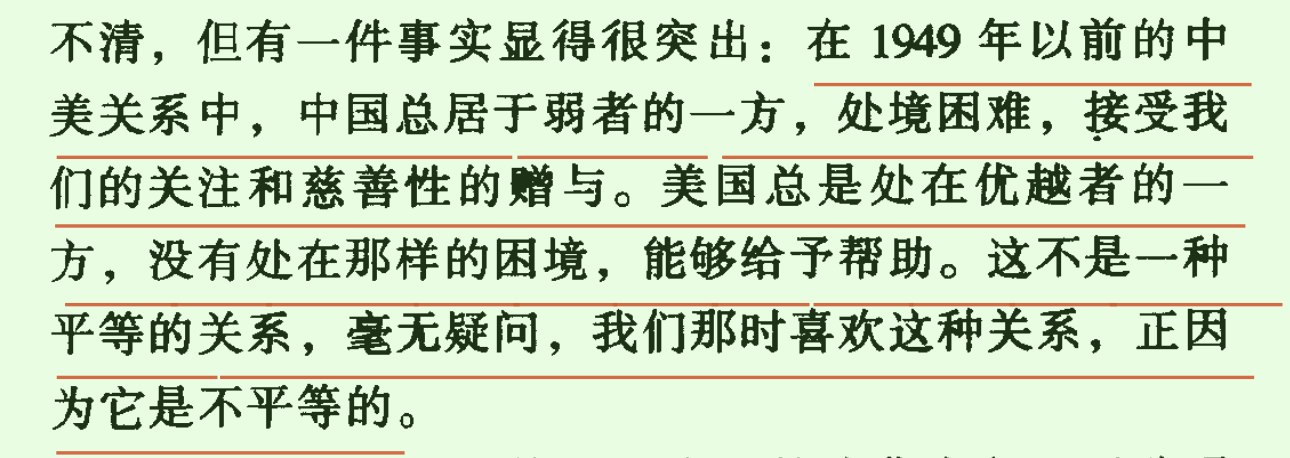 不清，但有一件事实显得很突出：在 1949 年以前的中
美关系中，中国总居于弱者的一方，处境困难，接受我
们的关注和慈善性的赠与。美国总是处在优越者的一
方，没有处在那样的困境，能够给予帮助。这不是一种
平等的关系，毫无疑问，我们那时喜欢这种关系，正因
为它是不平等的。